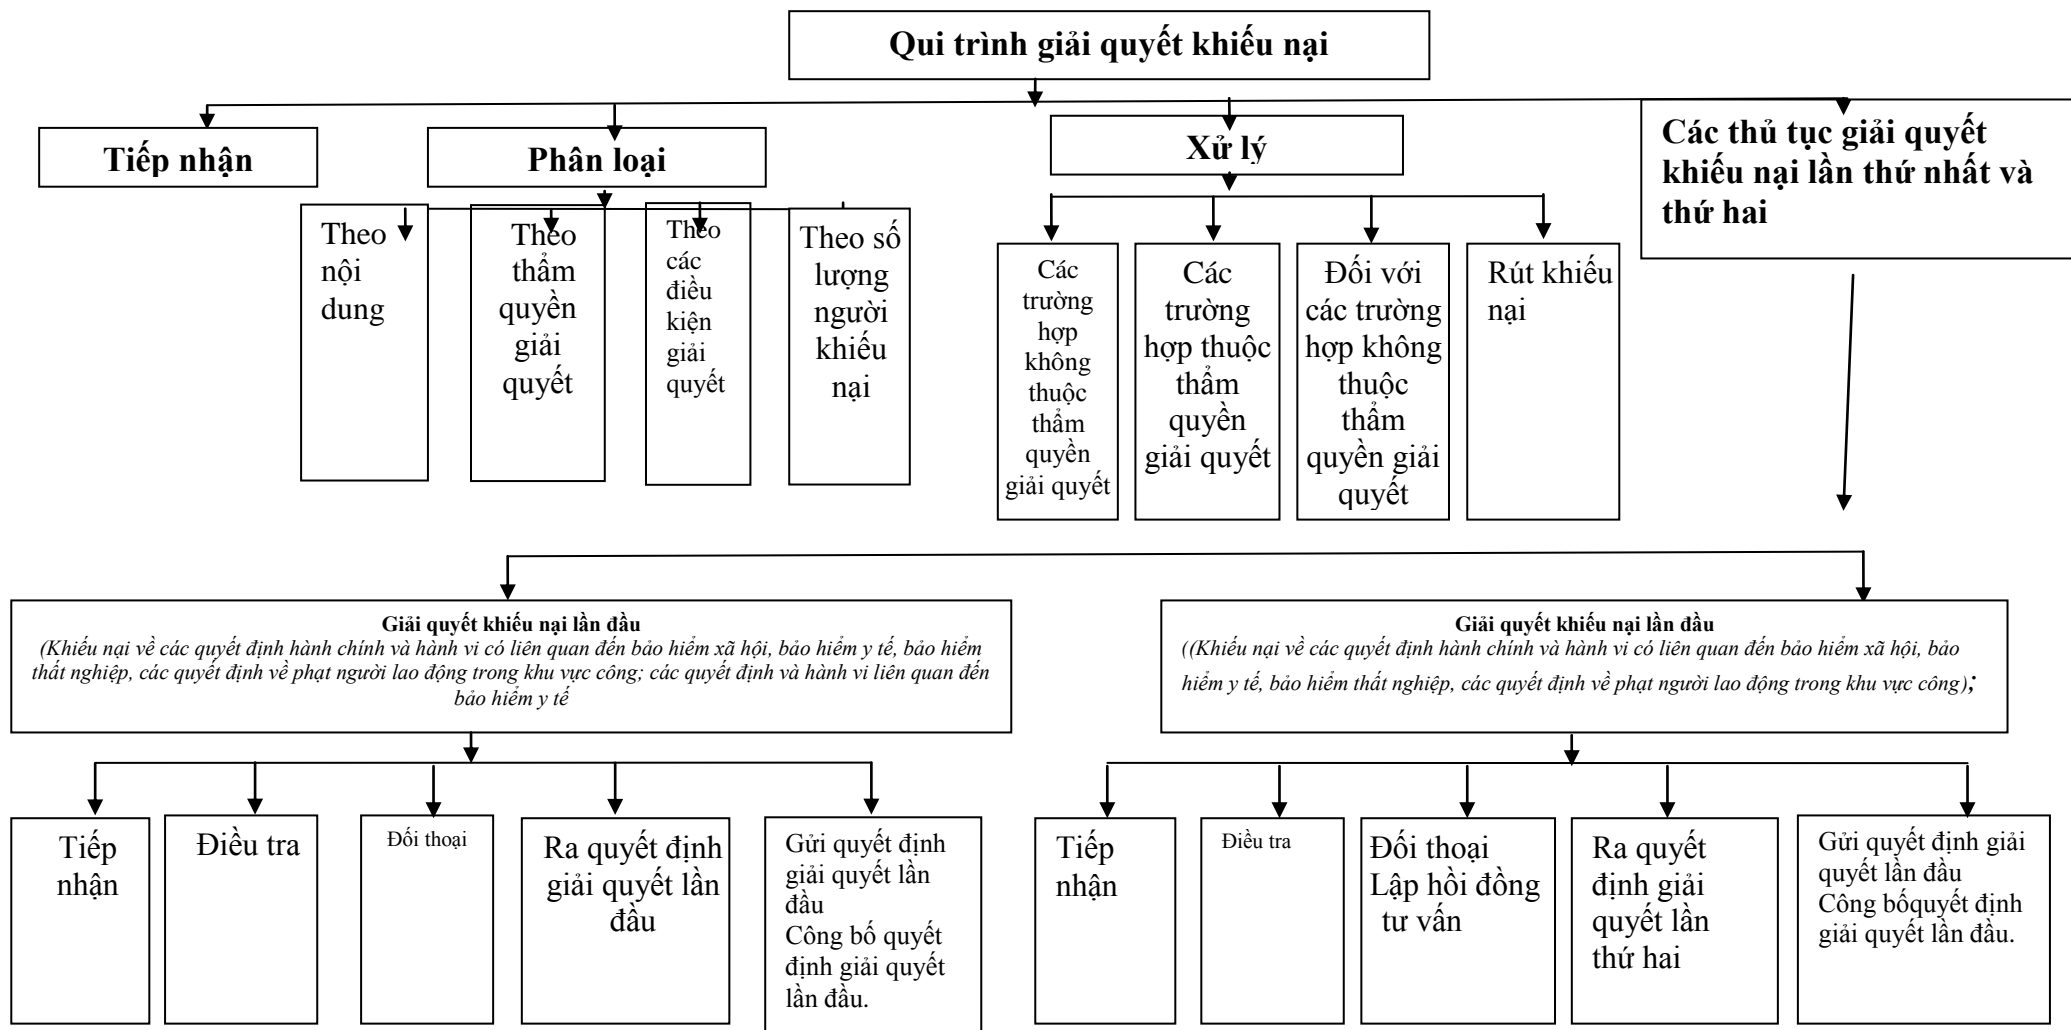 Qui trình giải quyết khiếu nại
Tiếp nhận
Phân loại
Xử lý
Các thủ tục giải quyết
khiếu nại lần thứ nhất và
thứ hai
Theo
nội
dung
Theo
thẩm
quyền
giải
quyết
Theo
các
điều
kiện
giải
quyết
Theo số
lượng
người
khiếu
nại
Các
trường
hợp
không
thuộc
thẩm
quyền
giải quyết
Các
trường
hợp thuộc
thẩm
quyền
giải quyết
Đối với
các trường
hợp không
thuộc
thẩm
quyền giải
quyết
Rút khiếu
nại
Giải quyết khiếu nại lần đầu
(Khiếu nại về các quyết định hành chính và hành vi có liên quan đến bảo hiểm xã hội, bảo hiểm y tế, bảo hiểm
thất nghiệp, các quyết định về phạt người lao động trong khu vực công; các quyết định và hành vi liên quan đến
bảo hiểm y tế
Giải quyết khiếu nại lần đầu
((Khiếu nại về các quyết định hành chính và hành vi có liên quan đến bảo hiểm xã hội, bảo
hiểm y tế, bảo hiểm thất nghiệp, các quyết định về phạt người lao động trong khu vực công);
Tiếp
nhận
Điều tra
Đối thoại
Ra quyết định
giải quyết lần
đầu
Gửi quyết định
giải quyết lần
đầu
Công bố quyết
định giải quyết
lần đầu.
Tiếp
nhận
Điều tra
Đối thoại
Lập hồi đồng
tư vấn
Ra quyết
định giải
quyết lần
thứ hai
Gửi quyết định giải
quyết lần đầu
Công bốquyết định
giải quyết lần đầu.